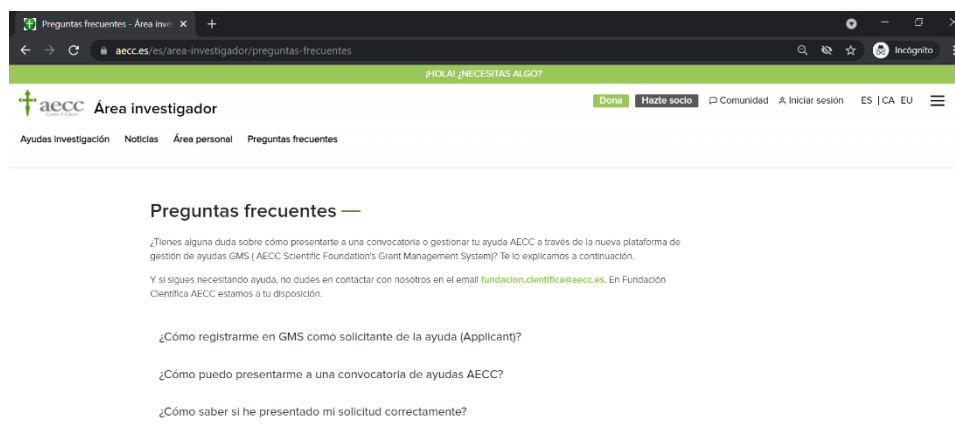 Preguntas frecuentes - Área inve
aecc.es/es/area-investigador/preguntas-frecuentes
Incógnito
¡HOLA! ¿NECESITAS ALGO?
aecc Área investigador
Dona Hazte socio Comunidad Iniciar sesión ES | CA EU
Ayudas investigación Noticias Área personal Preguntas frecuentes
Preguntas frecuentes —
¿Tienes alguna duda sobre cómo presentarte a una convocatoria o gestionar tu ayuda AECC a través de la nueva plataforma de
gestión de ayudas GMS ( AECC Scientific Foundation's Grant Management System)? Te lo explicamos a continuación.
Y si sigues necesitando ayuda, no dudes en contactar con nosotros en el email fundacion.cientifica@aecc.es. En Fundación
Científica AECC estamos a tu disposición.
¿Cómo registrarme en GMS como solicitante de la ayuda (Applicant)?
¿Cómo puedo presentarme a una convocatoria de ayudas AECC?
¿Cómo saber si he presentado mi solicitud correctamente?